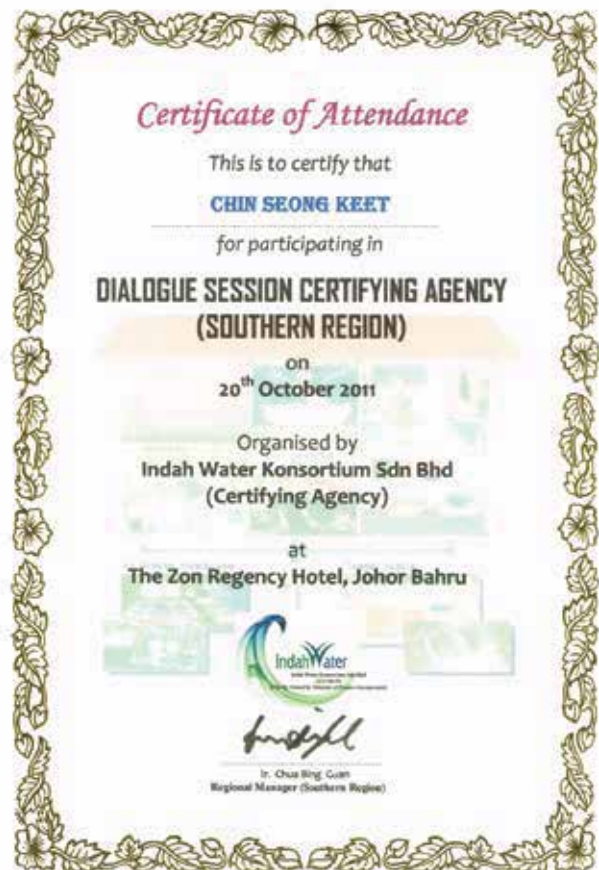 Certificate of Attendance
This is to certify that
CHIN SEONG KEET
for participating in
DIALOGUE SESSION CERTIFYING AGENCY
(SOUTHERN REGION)
on
20th October 2011
Organised by
Indah Water Konsortium Sdn Bhd
(Certifying Agency)
at
The Zon Regency Hotel, Johor Bahru
IndahWater
Ir. Chua Bing Guan
Regional Manager (Southern Region)